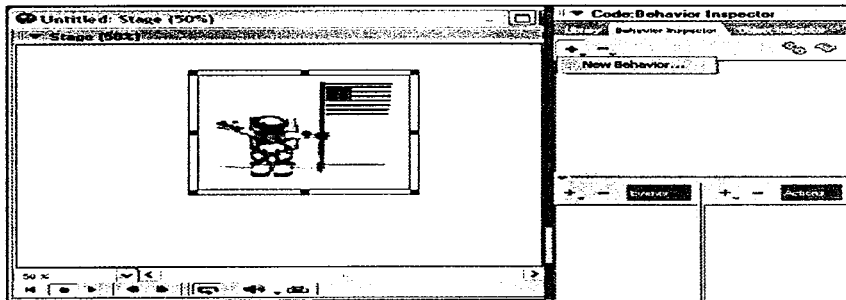 Untitled: Stage (50%)
Stage (50%)
50 %
Code: Behavior Inspector
Behavior Inspector
New Behavior...
Events
Actions